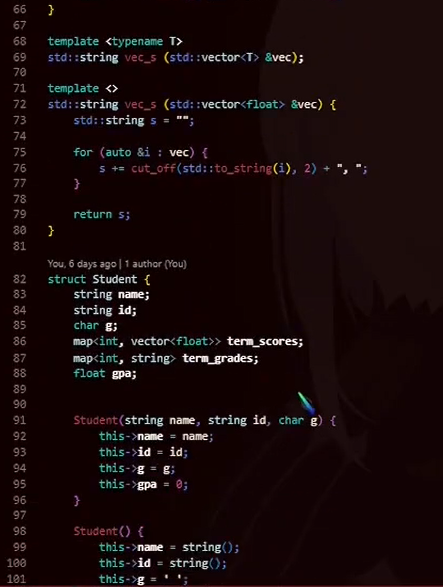 66 }
67
68 template <typename T>
69 std::string vec_s (std::vector<T> &vec);
70
71 template <>
72 std::string vec_s (std::vector<float> &vec) {
73     std::string s = "";
74
75     for (auto &i : vec) {
76         s += cut_off(std::to_string(i), 2) + ", ";
77     }
78
79     return s;
80 }
81
You, 6 days ago | 1 author (You)
82 struct Student {
83     string name;
84     string id;
85     char g;
86     map<int, vector<float>> term_scores;
87     map<int, string> term_grades;
88     float gpa;
89
90
91     Student(string name, string id, char g) {
92         this->name = name;
93         this->id = id;
94         this->g = g;
95         this->gpa = 0;
96     }
97
98     Student() {
99         this->name = string();
100         this->id = string();
101         this->g = ' ';